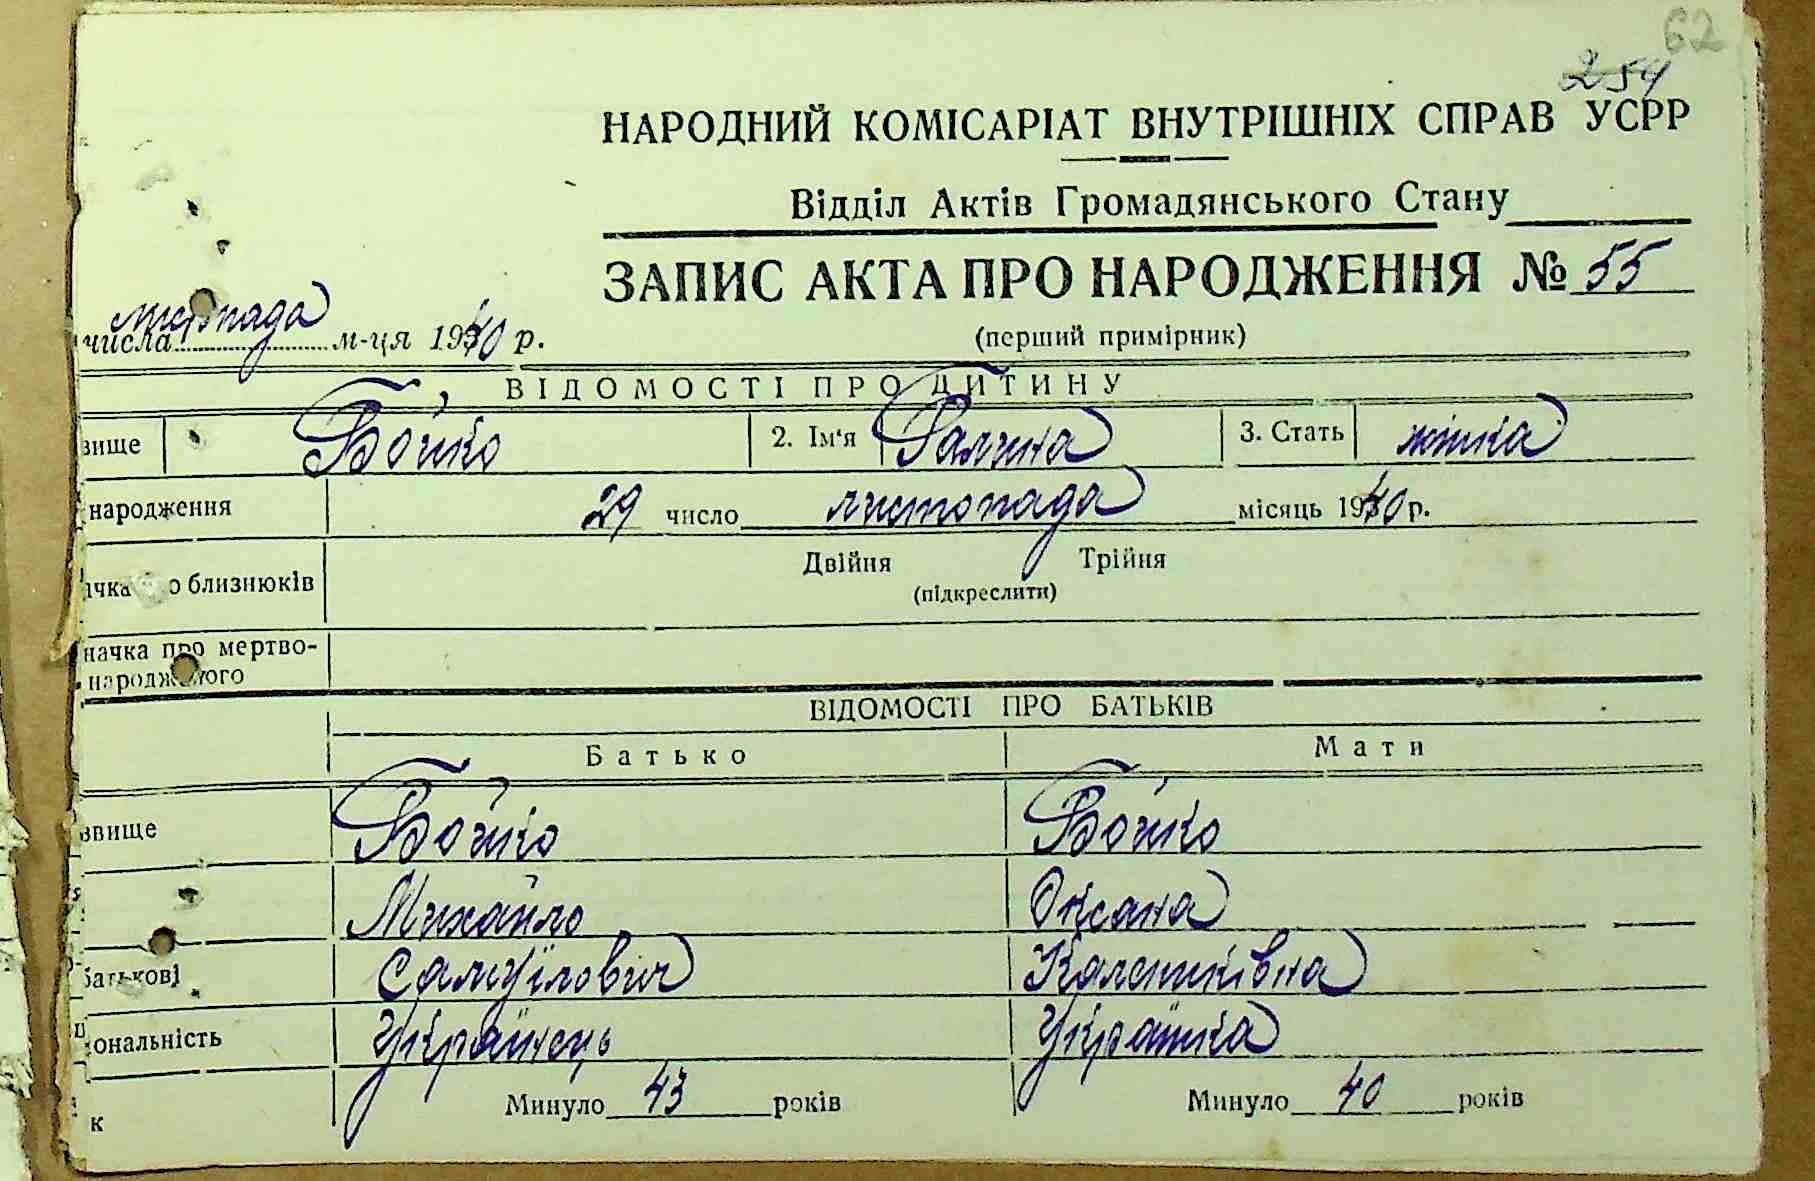 62
254
НАРОДНИЙ КОМІСАРІАТ ВНУТРІШНІХ СПРАВ УСРР
Відділ Актів Громадянського Стану
ЗАПИС АКТА ПРО НАРОДЖЕННЯ № 55
(перший примірник)
числа листопада м-ця 1940 р.
ВІДОМОСТІ ПРО ДИТИНУ
звище Бойко 2. Ім'я Галина 3. Стать жінка
народження 29 число листопада місяць 1940 р.
ачка о близнюків Двійня Трійня
(підкреслити)
начка про мертво-
народженого
ВІДОМОСТІ ПРО БАТЬКІВ
Батько Мати
звище Бойко Бойко
Михайло Оксана
батькові Самуїлович Калениківна
ональність Українець Українка
к Минуло 43 років Минуло 40 років